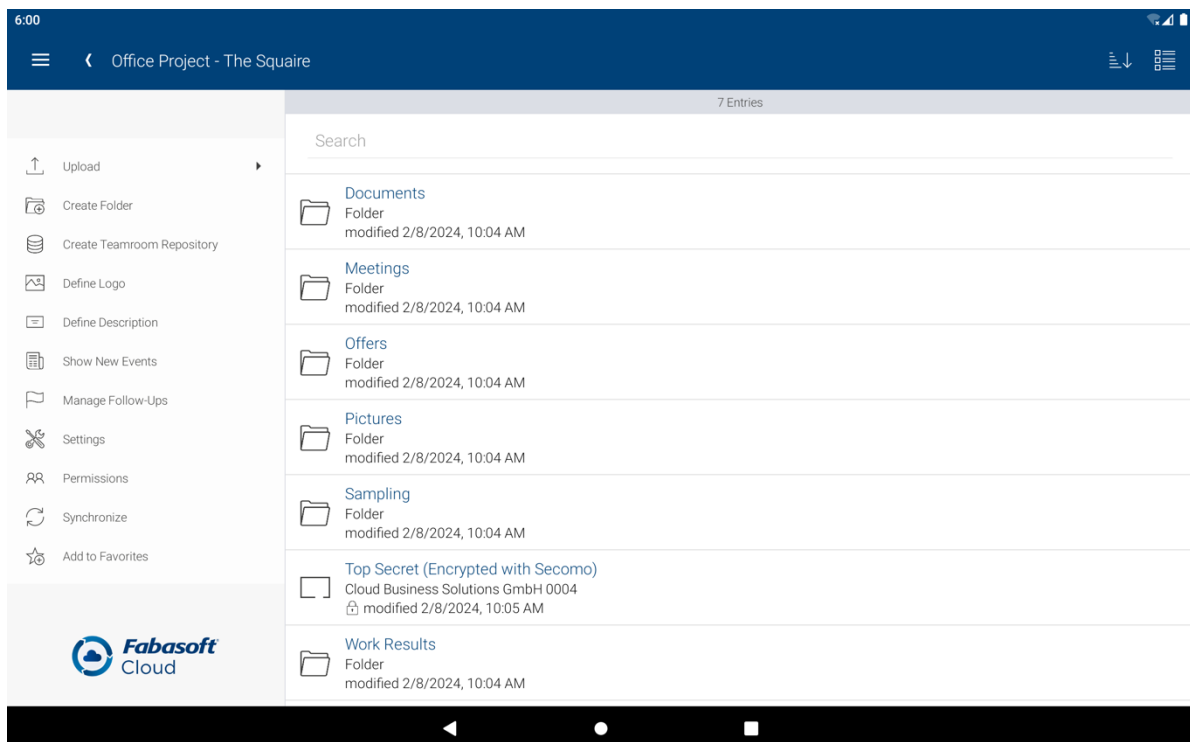 6:00
Office Project - The Squaire
Upload
Create Folder
Create Teamroom Repository
Define Logo
Define Description
Show New Events
Manage Follow-Ups
Settings
Permissions
Synchronize
Add to Favorites
Fabasoft
Cloud
7 Entries
Search
Documents
Folder
modified 2/8/2024, 10:04 AM
Meetings
Folder
modified 2/8/2024, 10:04 AM
Offers
Folder
modified 2/8/2024, 10:04 AM
Pictures
Folder
modified 2/8/2024, 10:04 AM
Sampling
Folder
modified 2/8/2024, 10:04 AM
Top Secret (Encrypted with Secomo)
Cloud Business Solutions GmbH 0004
modified 2/8/2024, 10:05 AM
Work Results
Folder
modified 2/8/2024, 10:04 AM